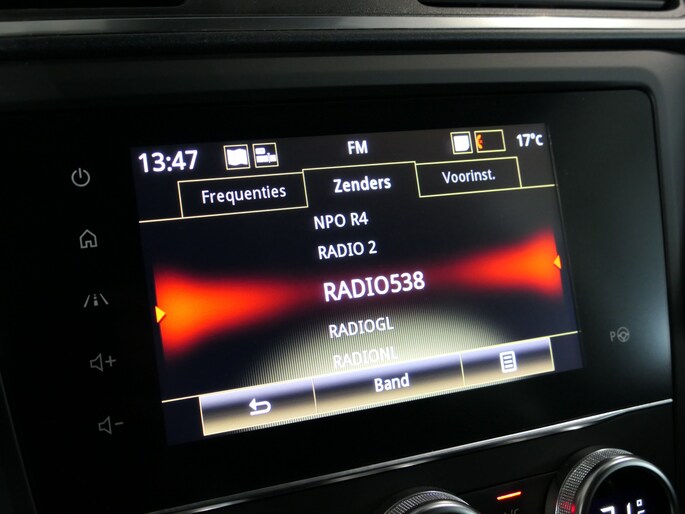 13:47 FM 17°C
Frequenties Zenders Voorinst.
NPO R4
RADIO 2
RADIO538
RADIOGL
RADIONL
Band
P